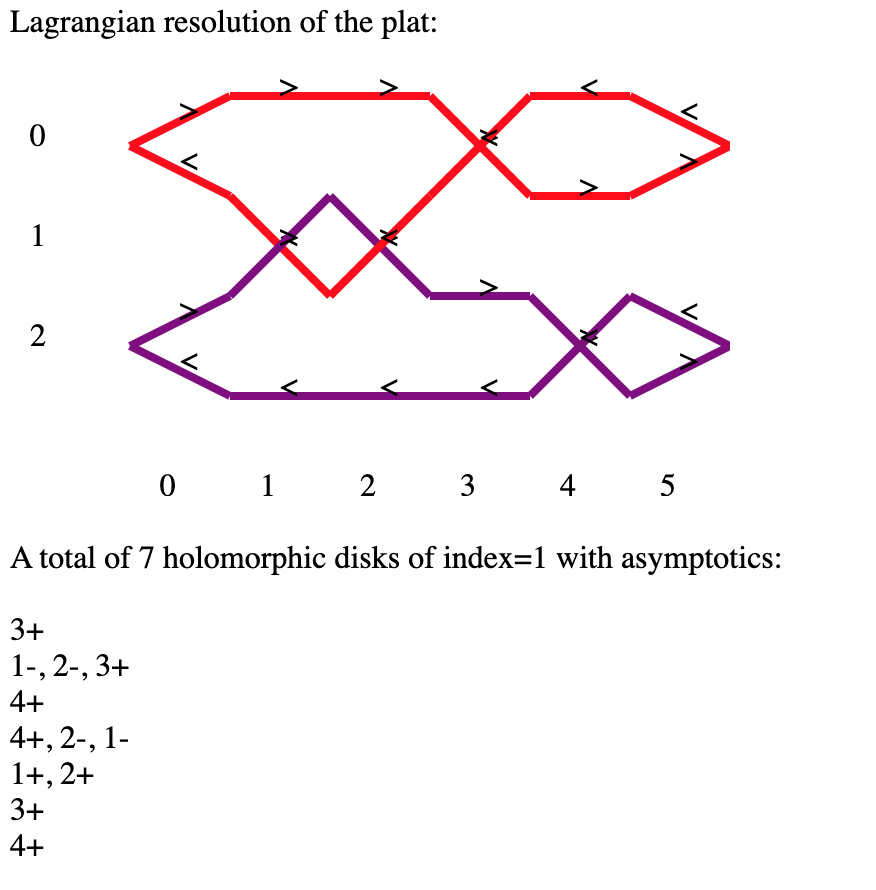 Lagrangian resolution of the plat:
0
1
2
0 1 2 3 4 5
A total of 7 holomorphic disks of index=1 with asymptotics:
3+
1-, 2-, 3+
4+
4+, 2-, 1-
1+, 2+
3+
4+